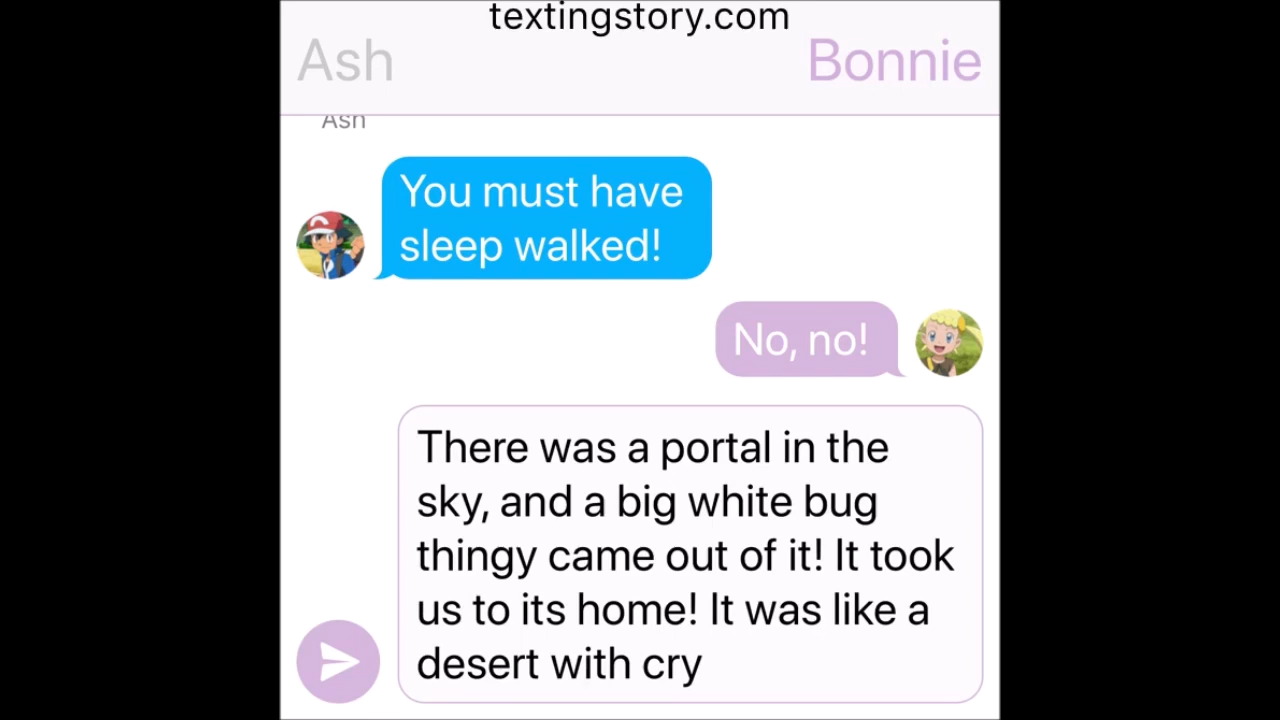 textingstory.com
Ash
Bonnie
Ash
You must have
sleep walked!
No, no!
There was a portal in the
sky, and a big white bug
thingy came out of it! It took
us to its home! It was like a
desert with cry